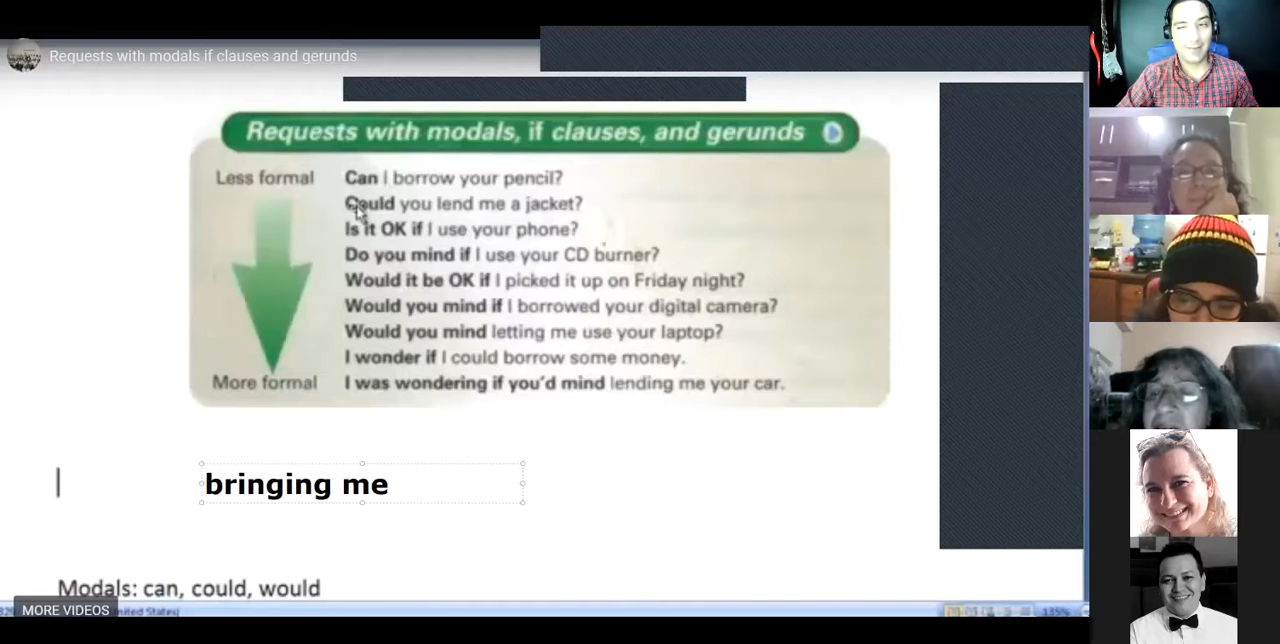 Requests with modals if clauses and gerunds
Requests with modals, if clauses, and gerunds
Less formal
Can I borrow your pencil?
Could you lend me a jacket?
Is it OK if I use your phone?
Do you mind if I use your CD burner?
Would it be OK if I picked it up on Friday night?
Would you mind if I borrowed your digital camera?
Would you mind letting me use your laptop?
I wonder if I could borrow some money.
More formal
I was wondering if you'd mind lending me your car.
bringing me
Modals: can, could, would
MORE VIDEOS
United States)
135%